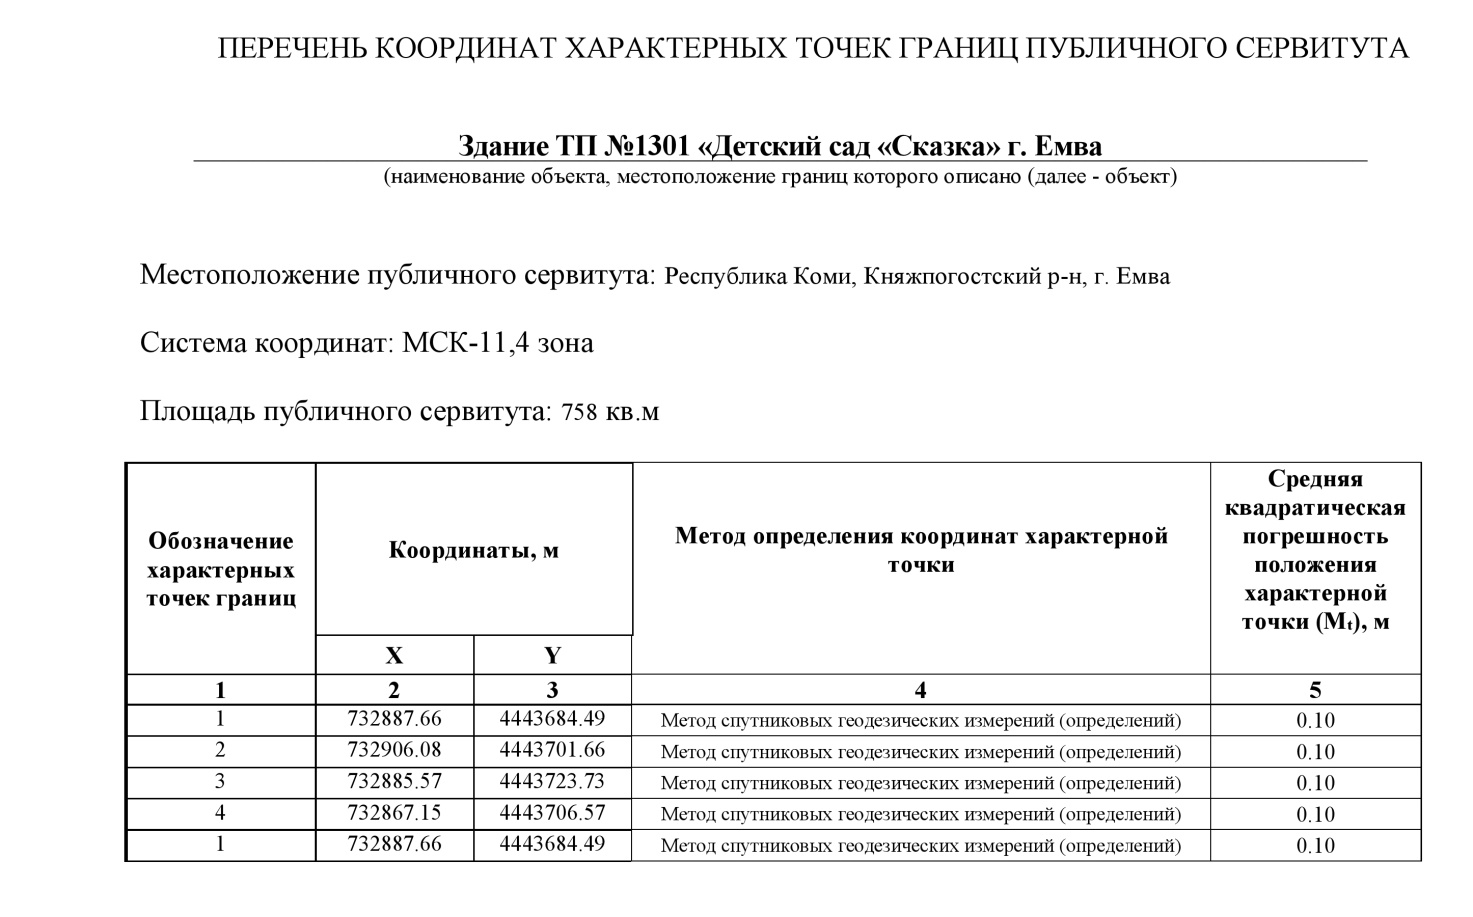 ПЕРЕЧЕНЬ КООРДИНАТ ХАРАКТЕРНЫХ ТОЧЕК ГРАНИЦ ПУБЛИЧНОГО СЕРВИТУТА
Здание ТП №1301 «Детский сад «Сказка» г. Емва
(наименование объекта, местоположение границ которого описано (далее - объект)
Местоположение публичного сервитута: Республика Коми, Княжпогостский р-н, г. Емва
Система координат: МСК-11,4 зона
Площадь публичного сервитута: 758 кв.м
Обозначение
характерных
точек границ
Координаты, м
X Y
Метод определения координат характерной
точки
Средняя
квадратическая
погрешность
положения
характерной
точки (Mt), м
1 2 3 4 5
1 732887.66 4443684.49 Метод спутниковых геодезических измерений (определений) 0.10
2 732906.08 4443701.66 Метод спутниковых геодезических измерений (определений) 0.10
3 732885.57 4443723.73 Метод спутниковых геодезических измерений (определений) 0.10
4 732867.15 4443706.57 Метод спутниковых геодезических измерений (определений) 0.10
1 732887.66 4443684.49 Метод спутниковых геодезических измерений (определений) 0.10